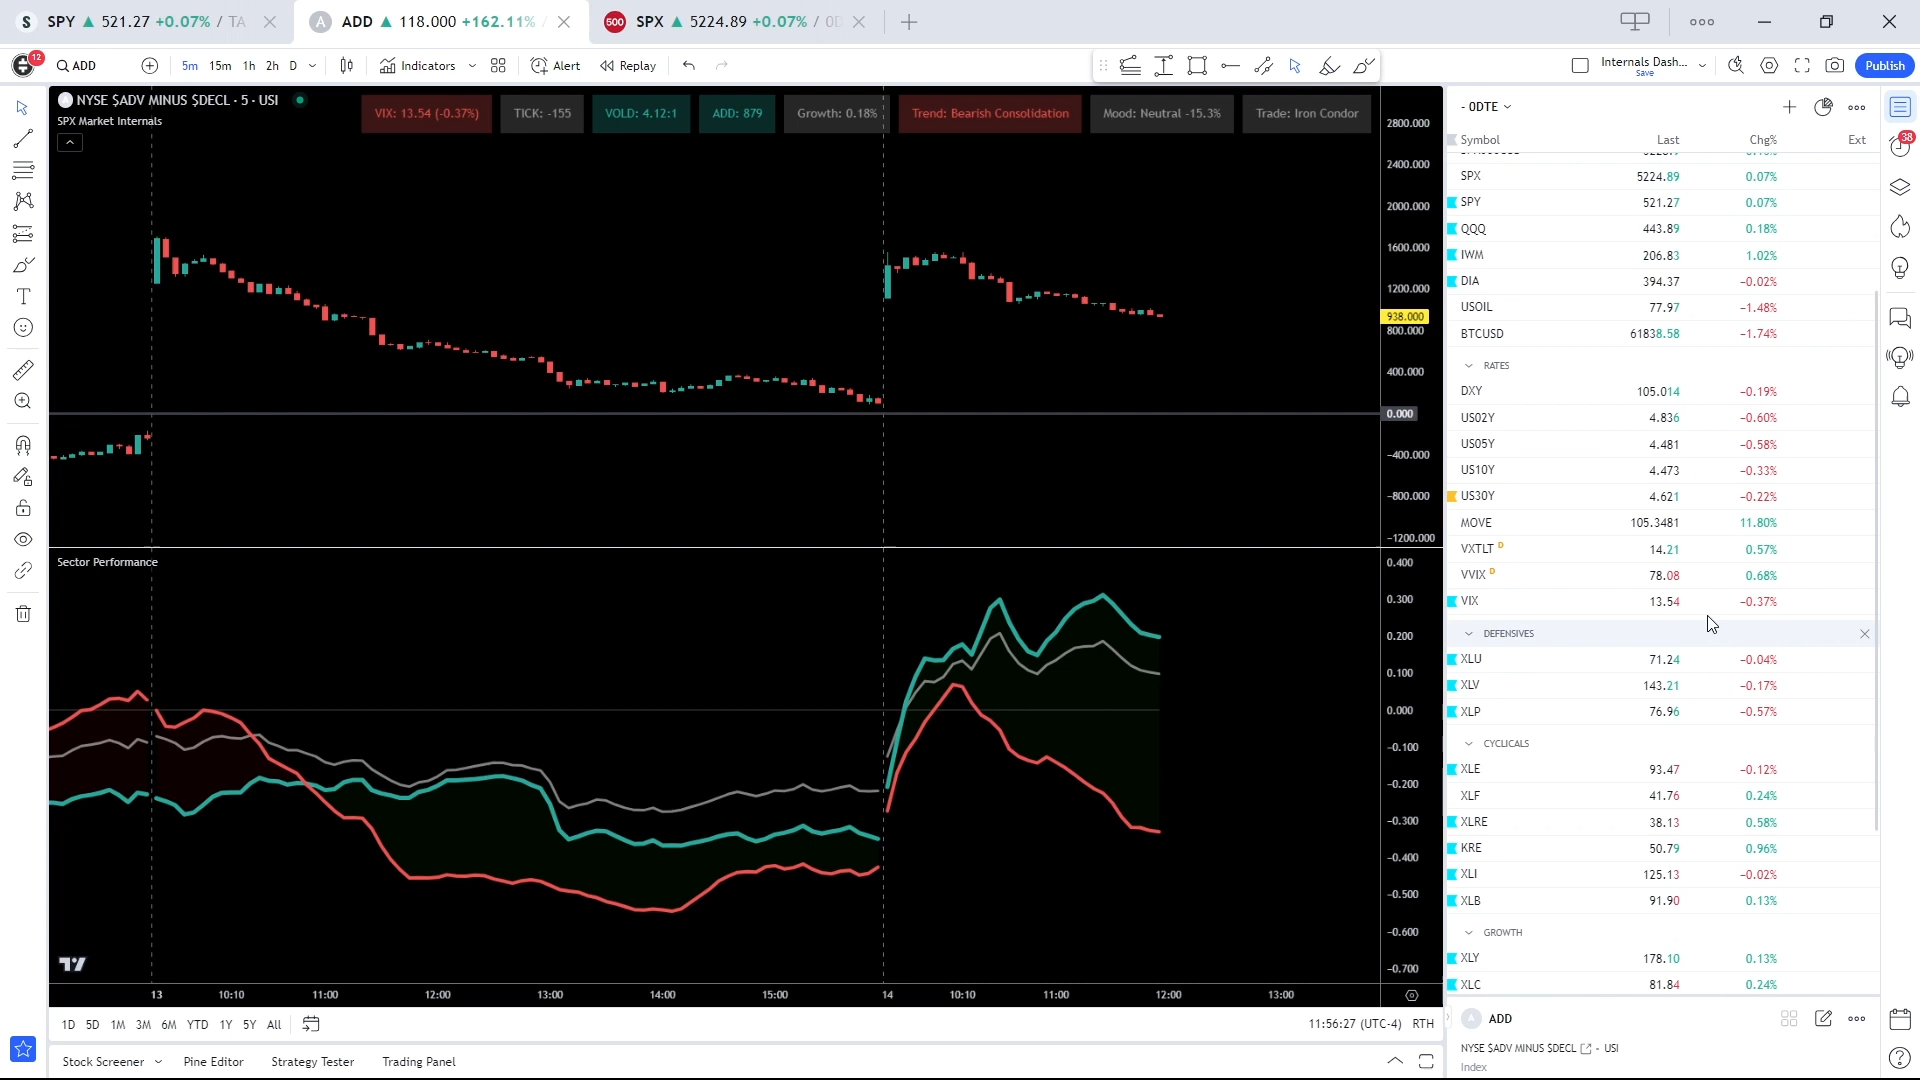 S SPY 521.27 +0.07% / TA
A ADD 118.000 +162.11% /
500 SPX 5224.89 +0.07% / 0D
12
ADD 5m 15m 1h 2h D Indicators Alert Replay
Internals Dash...
Save
Publish
A NYSE $ADV MINUS $DECL · 5 · USI
SPX Market Internals
VIX: 13.54 (-0.37%) TICK: -155 VOLD: 4.12:1 ADD: 879 Growth: 0.18% Trend: Bearish Consolidation Mood: Neutral -15.3% Trade: Iron Condor
2800.000
2400.000
2000.000
1600.000
1200.000
938.000
800.000
400.000
0.000
−400.000
−800.000
−1200.000
Sector Performance
0.400
0.300
0.200
0.100
0.000
-0.100
-0.200
-0.300
-0.400
-0.500
-0.600
-0.700
13 10:10 11:00 12:00 13:00 14:00 15:00 14 10:10 11:00 12:00 13:00
1D 5D 1M 3M 6M YTD 1Y 5Y All
11:56:27 (UTC-4) RTH
Stock Screener Pine Editor Strategy Tester Trading Panel
- 0DTE
Symbol Last Chg% Ext
SPX 5224.89 0.07%
SPY 521.27 0.07%
QQQ 443.89 0.18%
IWM 206.83 1.02%
DIA 394.37 −0.02%
USOIL 77.97 −1.48%
BTCUSD 61838.58 −1.74%
RATES
DXY 105.014 −0.19%
US02Y 4.836 −0.60%
US05Y 4.481 −0.58%
US10Y 4.473 −0.33%
US30Y 4.621 −0.22%
MOVE 105.3481 11.80%
VXTLT D 14.21 0.57%
VVIX D 78.08 0.68%
VIX 13.54 −0.37%
DEFENSIVES
XLU 71.24 −0.04%
XLV 143.21 −0.17%
XLP 76.96 −0.57%
CYCLICALS
XLE 93.47 −0.12%
XLF 41.76 0.24%
XLRE 38.13 0.58%
KRE 50.79 0.96%
XLI 125.13 −0.02%
XLB 91.90 0.13%
GROWTH
XLY 178.10 0.13%
XLC 81.84 0.24%
A ADD
NYSE $ADV MINUS $DECL · USI
Index
38